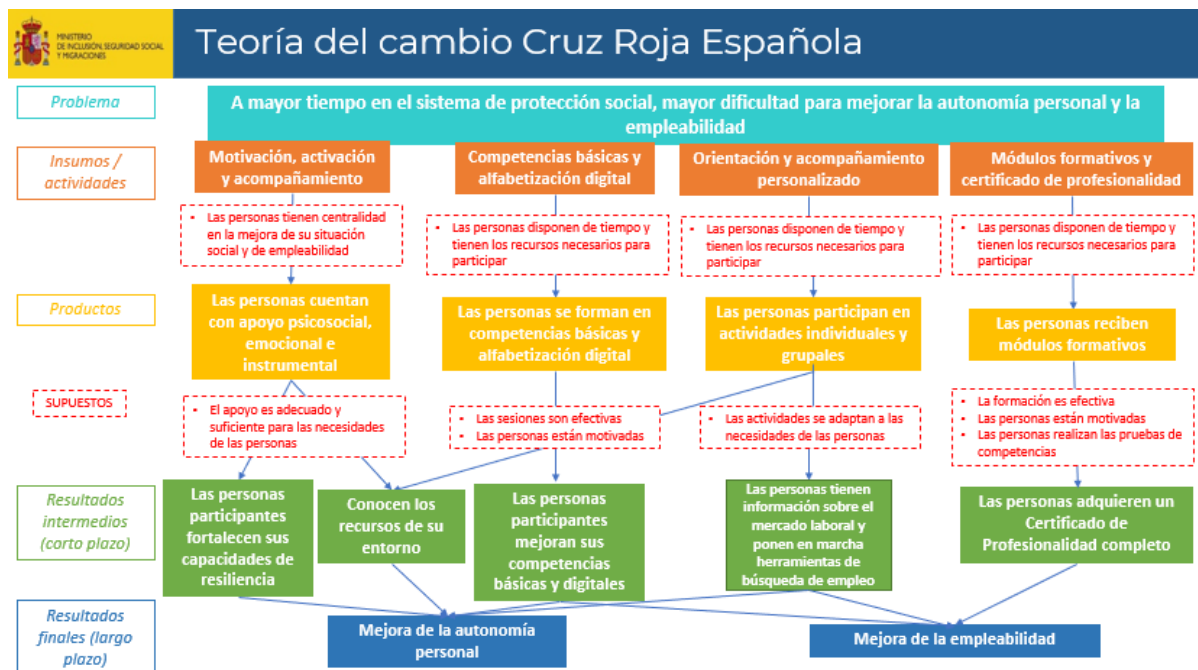 MINISTERIO
DE INCLUSIÓN, SEGURIDAD SOCIAL
Y MIGRACIONES
Teoría del cambio Cruz Roja Española
Problema
A mayor tiempo en el sistema de protección social, mayor dificultad para mejorar la autonomía personal y la
empleabilidad
Insumos /
actividades
Motivación, activación
y acompañamiento
Competencias básicas y
alfabetización digital
Orientación y acompañamiento
personalizado
Módulos formativos y
certificado de profesionalidad
• Las personas tienen centralidad
en la mejora de su situación
social y de empleabilidad
• Las personas disponen de tiempo y
tienen los recursos necesarios para
participar
• Las personas disponen de tiempo y
tienen los recursos necesarios para
participar
• Las personas disponen de tiempo y
tienen los recursos necesarios para
participar
Productos
Las personas cuentan
con apoyo psicosocial,
emocional e
instrumental
Las personas se forman en
competencias básicas y
alfabetización digital
Las personas participan en
actividades individuales y
grupales
Las personas reciben
módulos formativos
SUPUESTOS
• El apoyo es adecuado y
suficiente para las necesidades
de las personas
• Las sesiones son efectivas
• Las personas están motivadas
• Las actividades se adaptan a las
necesidades de las personas
• La formación es efectiva
• Las personas están motivadas
• Las personas realizan las pruebas de
competencias
Resultados
intermedios
(corto plazo)
Las personas
participantes
fortalecen sus
capacidades de
resiliencia
Conocen los
recursos de su
entorno
Las personas
participantes
mejoran sus
competencias
básicas y digitales
Las personas tienen
información sobre el
mercado laboral y
ponen en marcha
herramientas de
búsqueda de empleo
Las personas adquieren un
Certificado de
Profesionalidad completo
Resultados
finales (largo
plazo)
Mejora de la autonomía
personal
Mejora de la empleabilidad